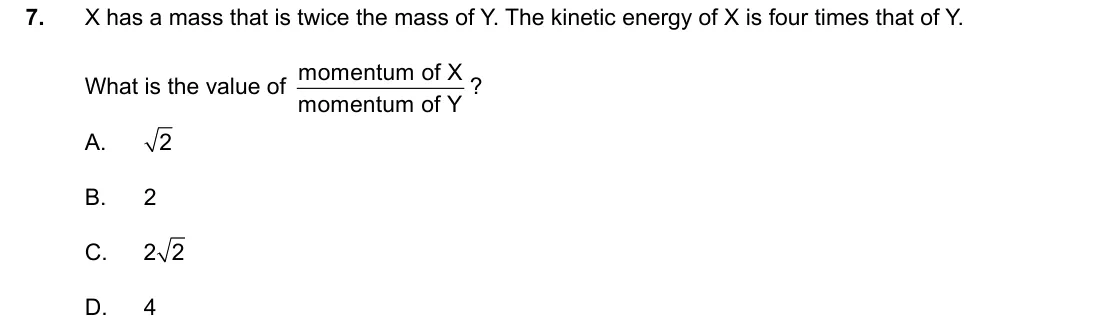 7. X has a mass that is twice the mass of Y. The kinetic energy of X is four times that of Y.
What is the value of momentum of X / momentum of Y ?
A. √2
B. 2
C. 2√2
D. 4